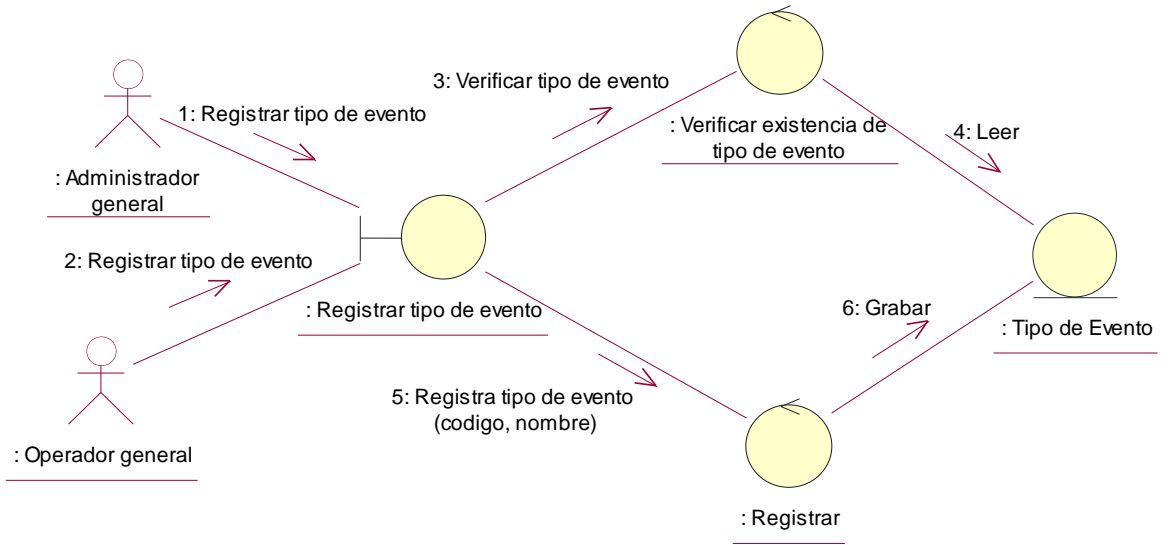 3: Verificar tipo de evento
1: Registrar tipo de evento
: Verificar existencia de
tipo de evento
4: Leer
: Administrador
general
2: Registrar tipo de evento
: Registrar tipo de evento
6: Grabar
: Tipo de Evento
5: Registra tipo de evento
(codigo, nombre)
: Operador general
: Registrar